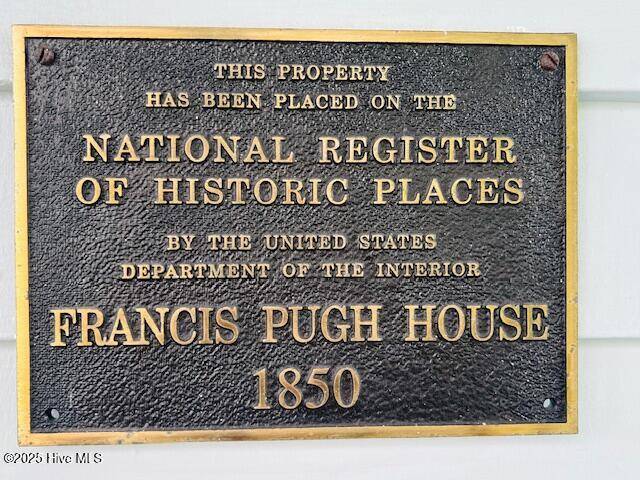 THIS PROPERTY
HAS BEEN PLACED ON THE
NATIONAL REGISTER
OF HISTORIC PLACES
BY THE UNITED STATES
DEPARTMENT OF THE INTERIOR
FRANCIS PUGH HOUSE
1850
©2025 Hive MLS